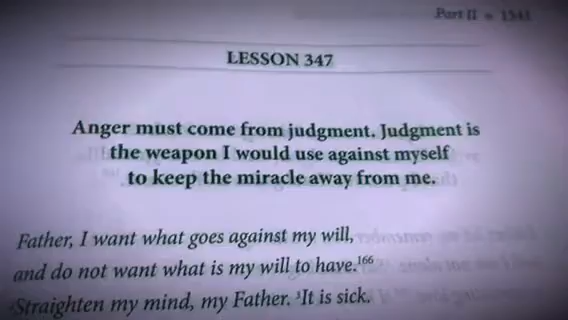 Part II • 1341
LESSON 347
Anger must come from judgment. Judgment is
the weapon I would use against myself
to keep the miracle away from me.
Father, I want what goes against my will,
and do not want what is my will to have.166
Straighten my mind, my Father. 3It is sick.